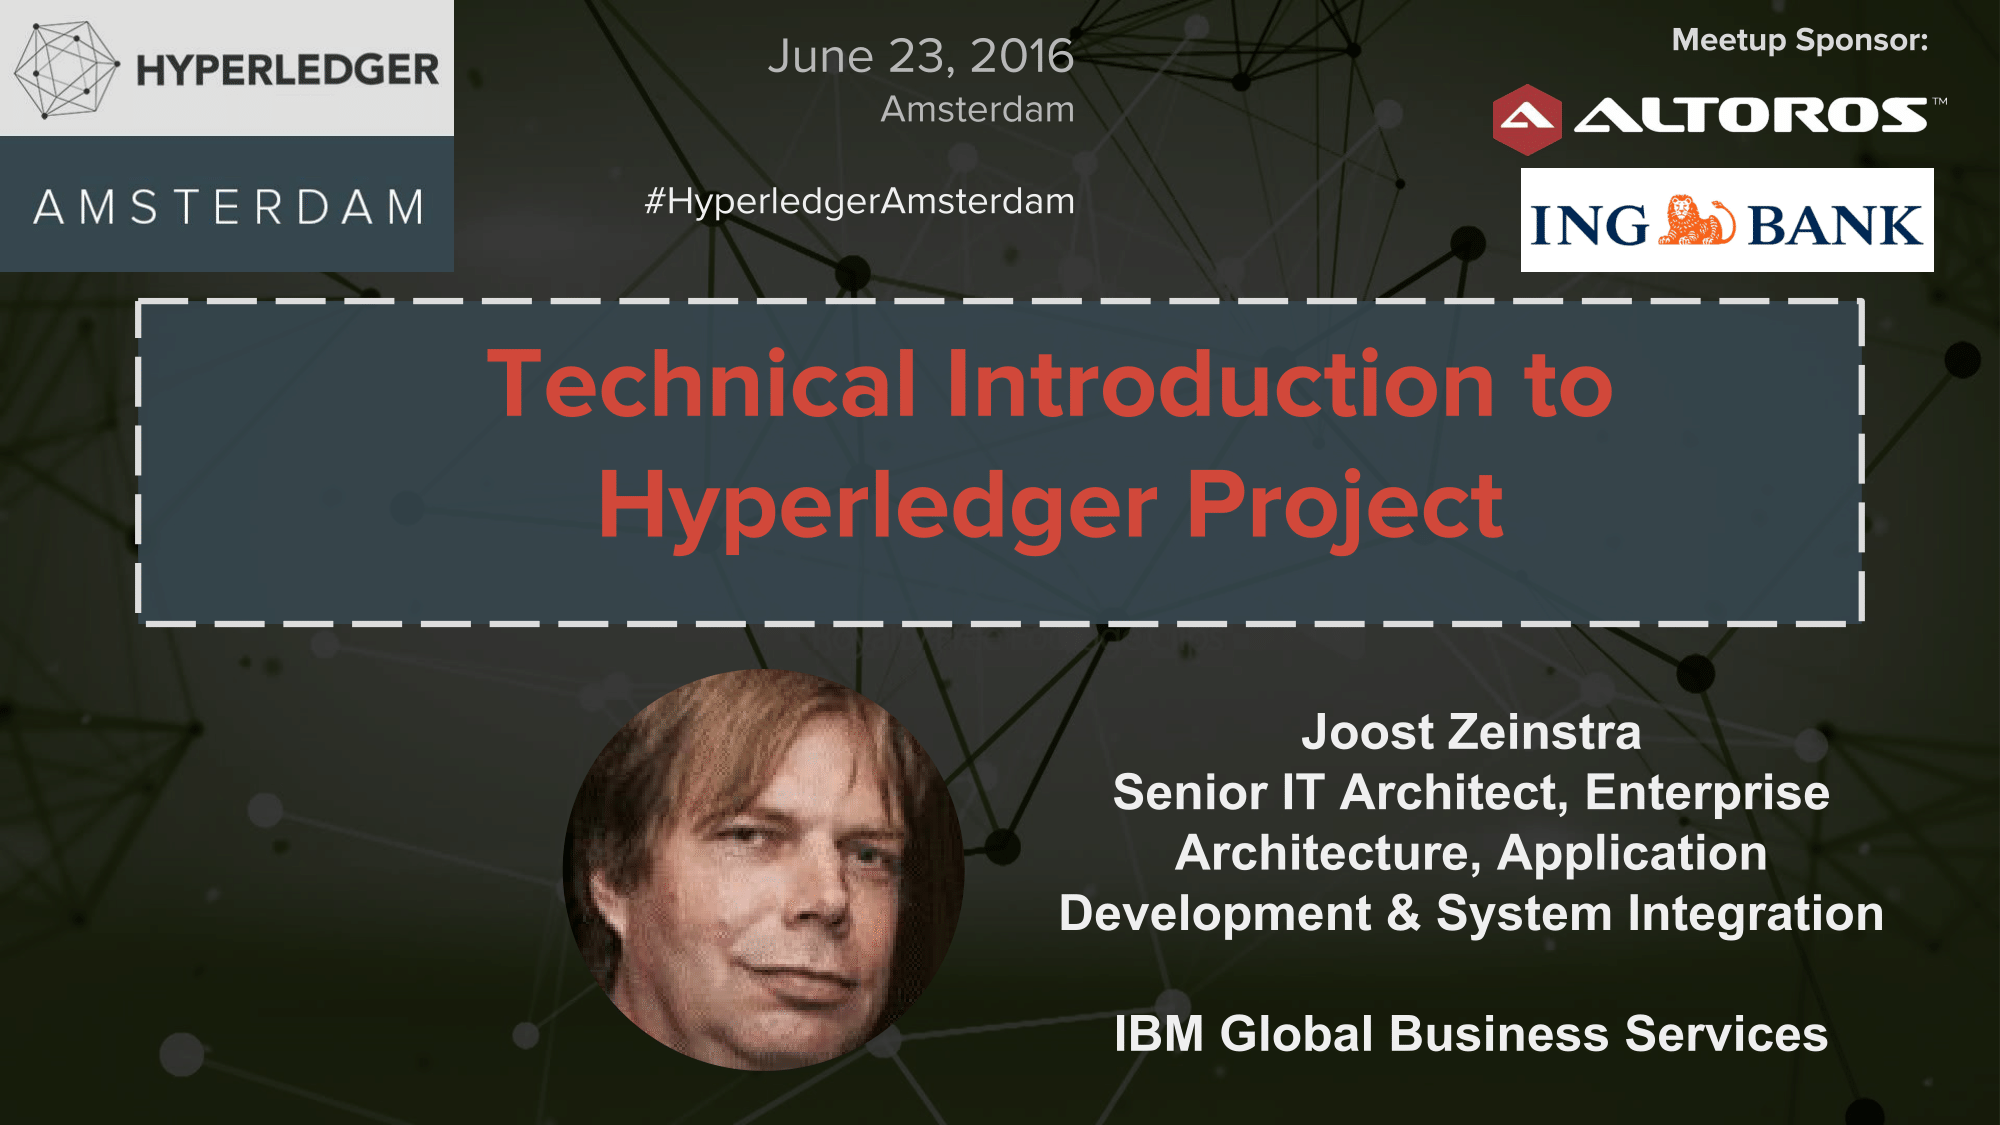 HYPERLEDGER
AMSTERDAM
June 23, 2016
Amsterdam
#HyperledgerAmsterdam
Meetup Sponsor:
ALTOROS™
ING BANK
Technical Introduction to
Hyperledger Project
Joost Zeinstra
Senior IT Architect, Enterprise
Architecture, Application
Development & System Integration
IBM Global Business Services